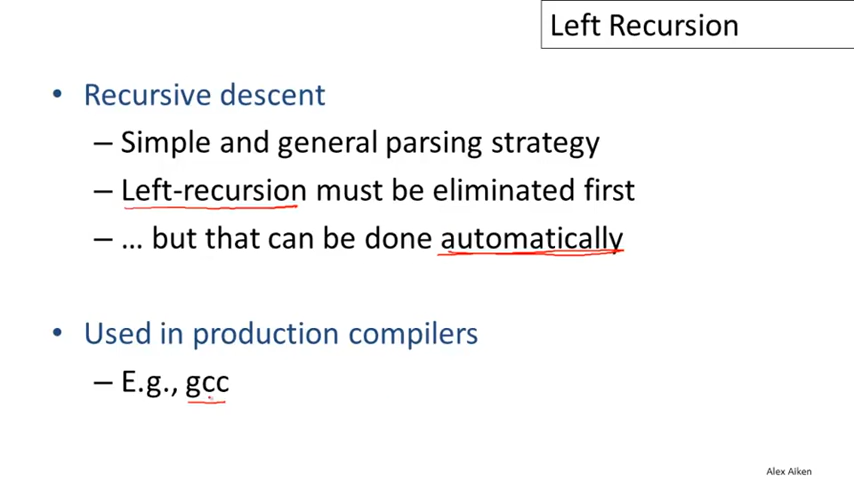 Left Recursion
• Recursive descent
– Simple and general parsing strategy
– Left-recursion must be eliminated first
– ... but that can be done automatically
• Used in production compilers
– E.g., gcc
Alex Aiken